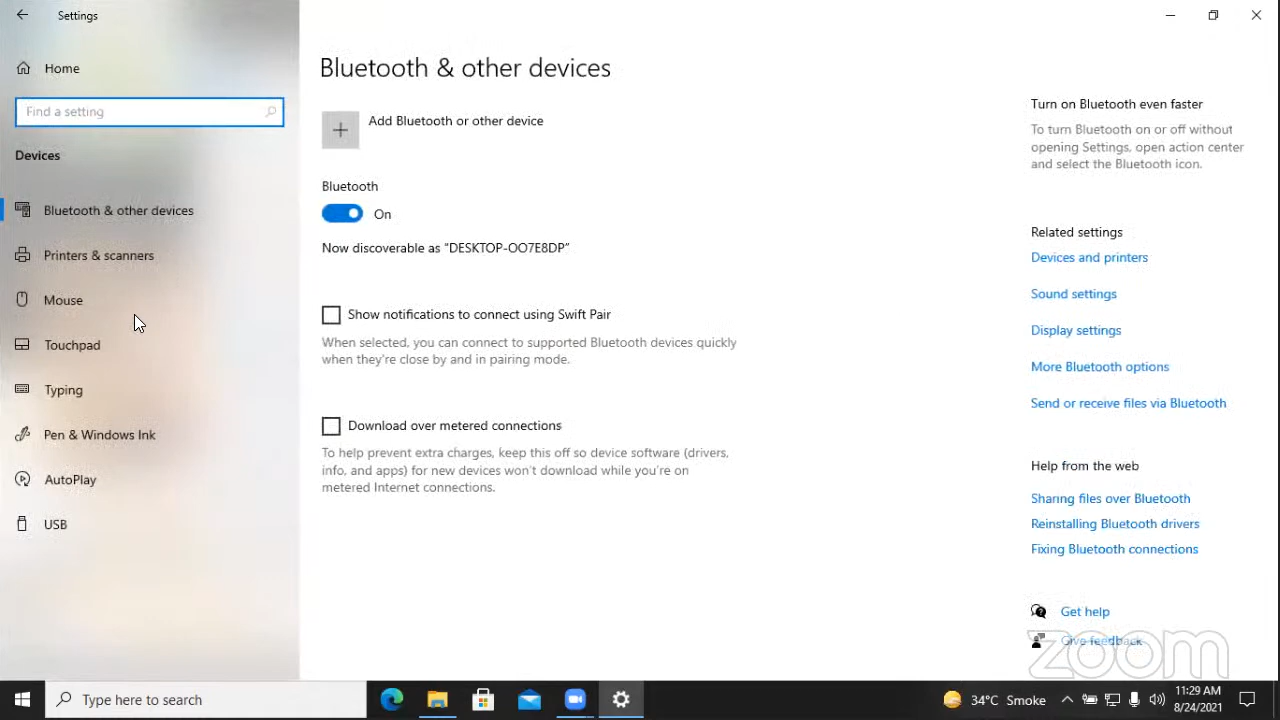 Settings
Home
Find a setting
Devices
Bluetooth & other devices
Printers & scanners
Mouse
Touchpad
Typing
Pen & Windows Ink
AutoPlay
USB
Bluetooth & other devices
Add Bluetooth or other device
Bluetooth
On
Now discoverable as "DESKTOP-OO7E8DP"
Show notifications to connect using Swift Pair
When selected, you can connect to supported Bluetooth devices quickly
when they're close by and in pairing mode.
Download over metered connections
To help prevent extra charges, keep this off so device software (drivers,
info, and apps) for new devices won't download while you're on
metered Internet connections.
Turn on Bluetooth even faster
To turn Bluetooth on or off without
opening Settings, open action center
and select the Bluetooth icon.
Related settings
Devices and printers
Sound settings
Display settings
More Bluetooth options
Send or receive files via Bluetooth
Help from the web
Sharing files over Bluetooth
Reinstalling Bluetooth drivers
Fixing Bluetooth connections
Get help
Give feedback
zoom
Type here to search
34°C Smoke
11:29 AM
8/24/2021